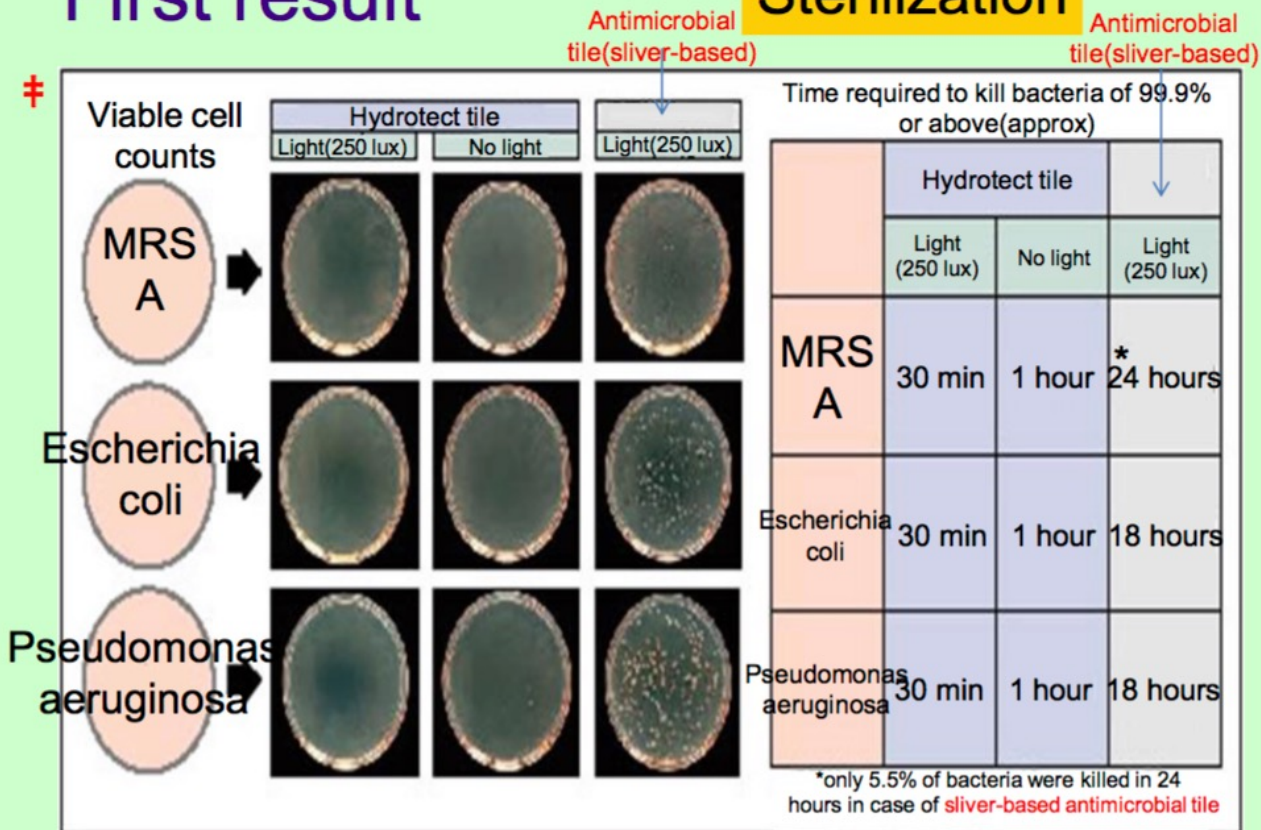 First result
Sterilization
Antimicrobial
tile(sliver-based)
Antimicrobial
tile(sliver-based)
‡
Viable cell
counts
Hydrotect tile
Light(250 lux)
No light
Light(250 lux)
MRS
A
Escherichia
coli
Pseudomonas
aeruginosa
Time required to kill bacteria of 99.9%
or above(approx)
Hydrotect tile
Light
(250 lux)
No light
Light
(250 lux)
MRS
A
30 min
1 hour
*
24 hours
Escherichia
coli
30 min
1 hour
18 hours
Pseudomonas
aeruginosa
30 min
1 hour
18 hours
*only 5.5% of bacteria were killed in 24
hours in case of sliver-based antimicrobial tile